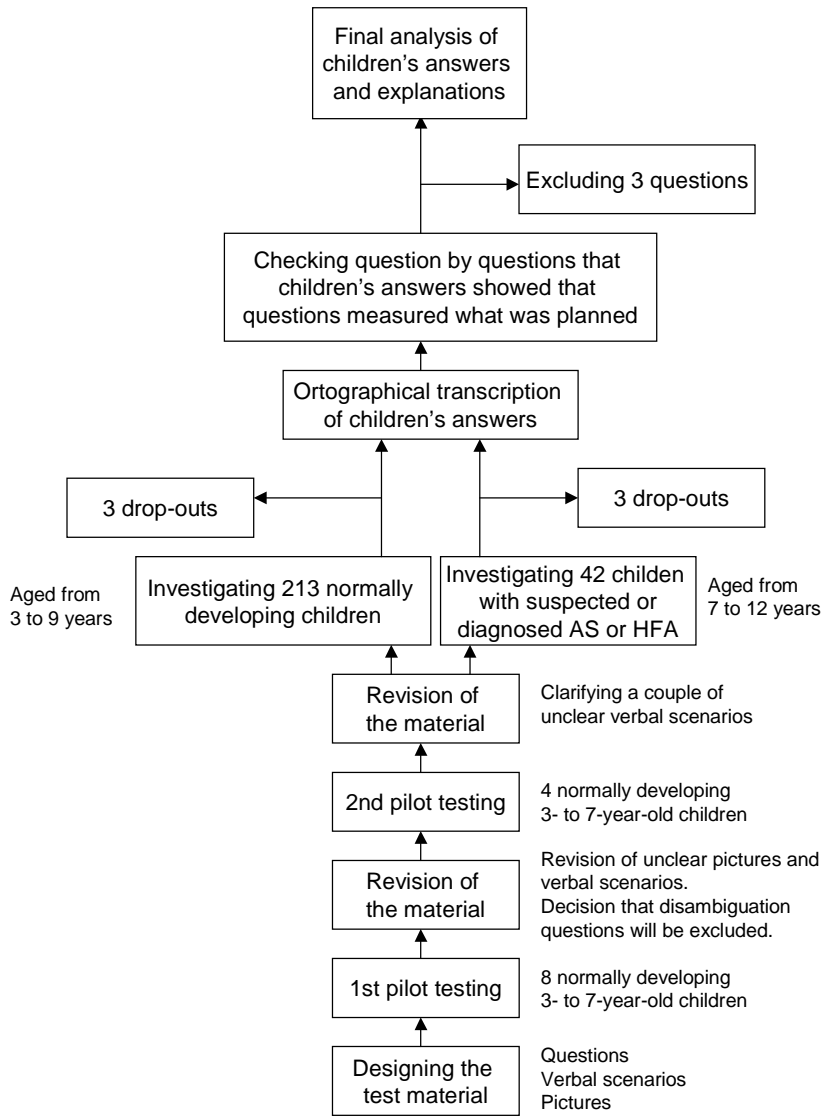 Final analysis of
children's answers
and explanations
Excluding 3 questions
Checking question by questions that
children's answers showed that
questions measured what was planned
Ortographical transcription
of children's answers
3 drop-outs
3 drop-outs
Aged from
3 to 9 years
Investigating 213 normally
developing children
Investigating 42 childen
with suspected or
diagnosed AS or HFA
Aged from
7 to 12 years
Revision of
the material
Clarifying a couple of
unclear verbal scenarios
2nd pilot testing
4 normally developing
3- to 7-year-old children
Revision of
the material
Revision of unclear pictures and
verbal scenarios.
Decision that disambiguation
questions will be excluded.
1st pilot testing
8 normally developing
3- to 7-year-old children
Designing the
test material
Questions
Verbal scenarios
Pictures